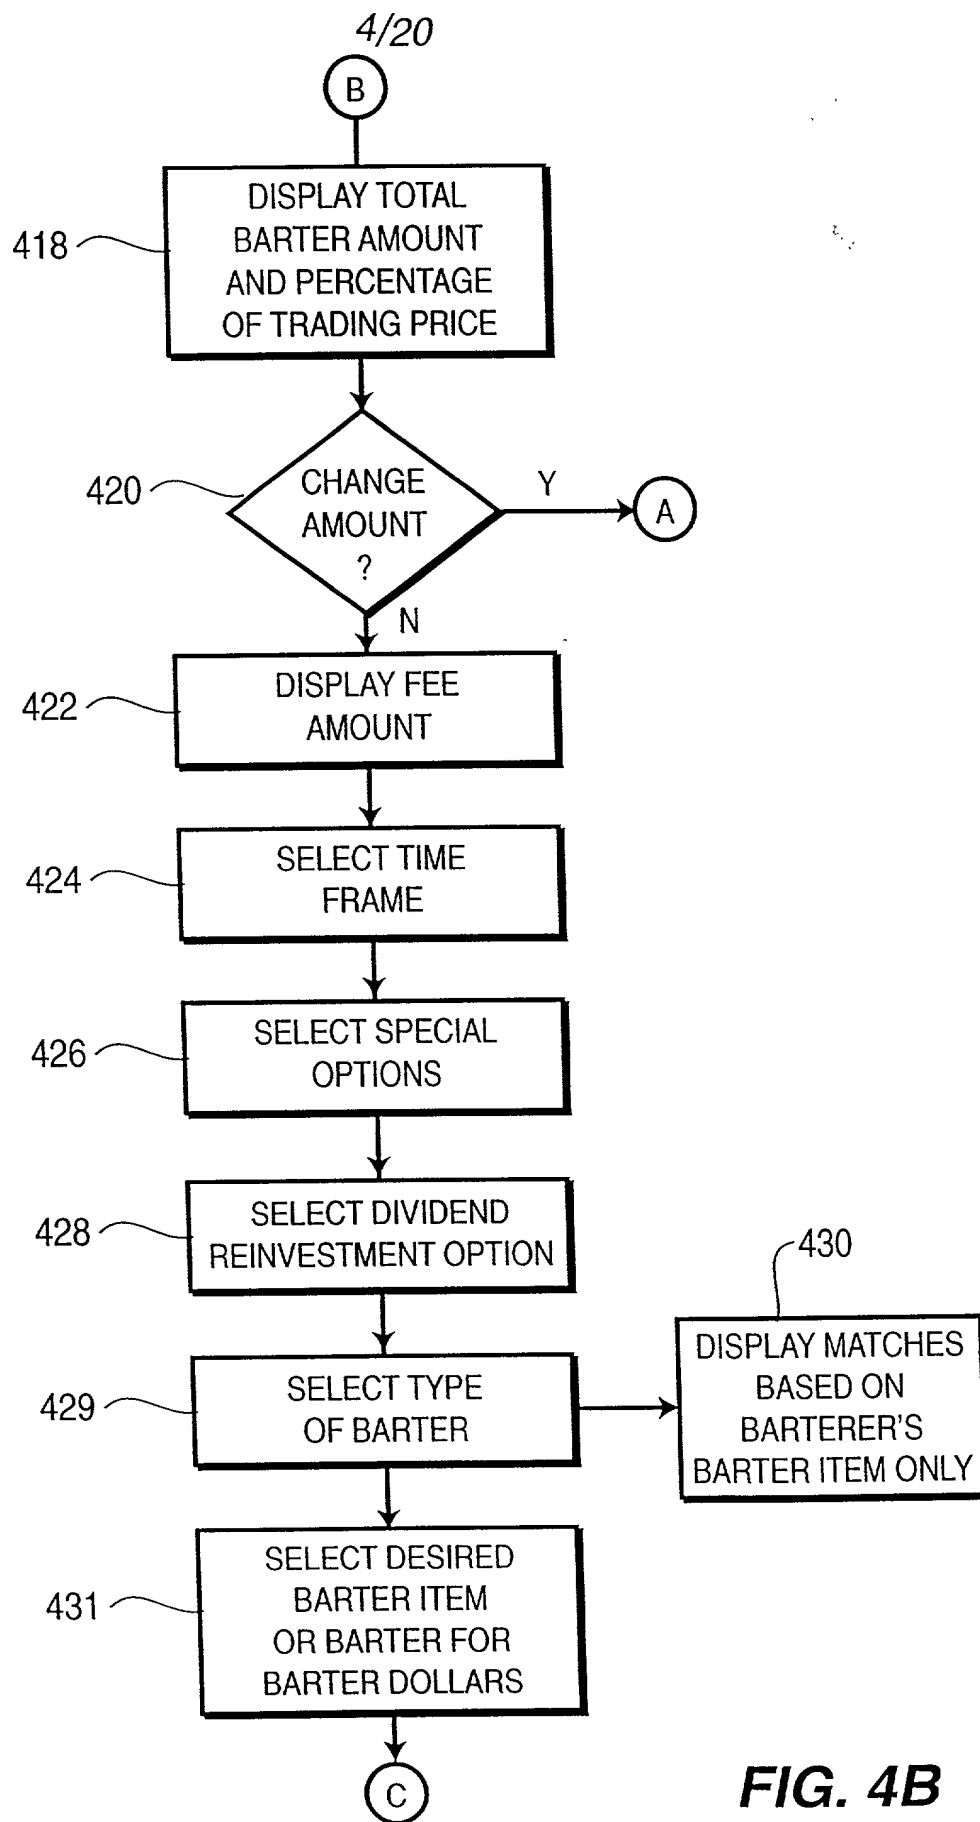 4/20
B
418
DISPLAY TOTAL
BARTER AMOUNT
AND PERCENTAGE
OF TRADING PRICE
420
CHANGE
AMOUNT
?
Y
A
N
422
DISPLAY FEE
AMOUNT
424
SELECT TIME
FRAME
426
SELECT SPECIAL
OPTIONS
428
SELECT DIVIDEND
REINVESTMENT OPTION
429
SELECT TYPE
OF BARTER
430
DISPLAY MATCHES
BASED ON
BARTERER'S
BARTER ITEM ONLY
431
SELECT DESIRED
BARTER ITEM
OR BARTER FOR
BARTER DOLLARS
C
FIG. 4B